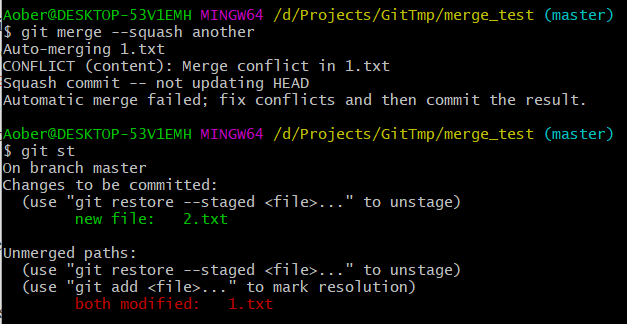 Aober@DESKTOP-53V1EMH MINGW64 /d/Projects/GitTmp/merge_test (master)
$ git merge --squash another
Auto-merging 1.txt
CONFLICT (content): Merge conflict in 1.txt
Squash commit -- not updating HEAD
Automatic merge failed; fix conflicts and then commit the result.

Aober@DESKTOP-53V1EMH MINGW64 /d/Projects/GitTmp/merge_test (master)
$ git st
On branch master
Changes to be committed:
  (use "git restore --staged <file>..." to unstage)
        new file:   2.txt

Unmerged paths:
  (use "git restore --staged <file>..." to unstage)
  (use "git add <file>..." to mark resolution)
        both modified:   1.txt